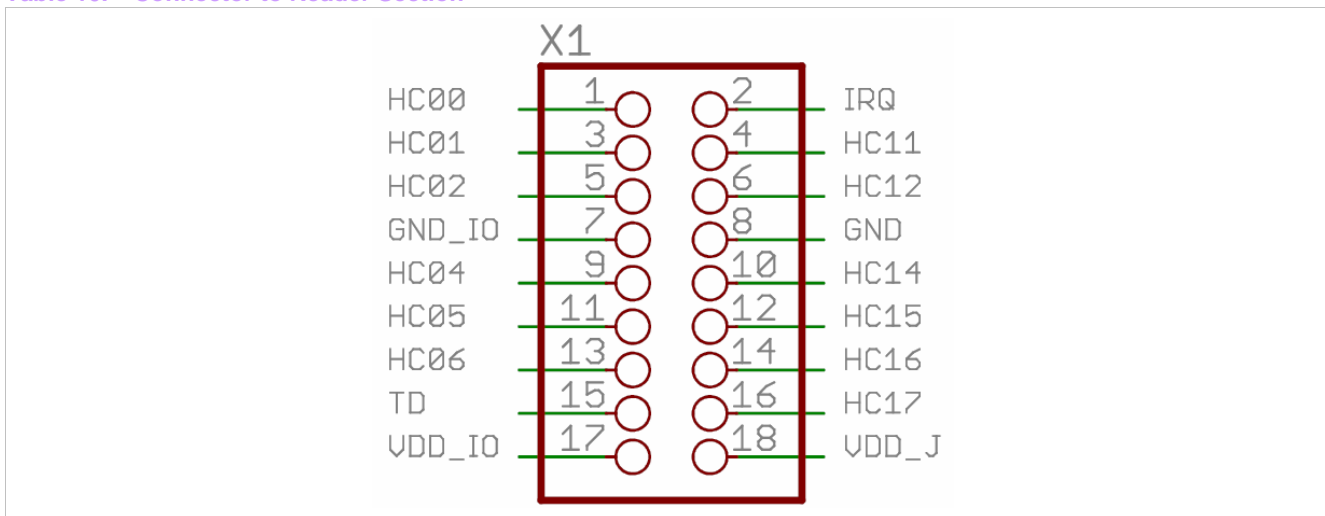 X1
HC00 1 2 IRQ
HC01 3 4 HC11
HC02 5 6 HC12
GND_IO 7 8 GND
HC04 9 10 HC14
HC05 11 12 HC15
HC06 13 14 HC16
TD 15 16 HC17
VDD_IO 17 18 VDD_J